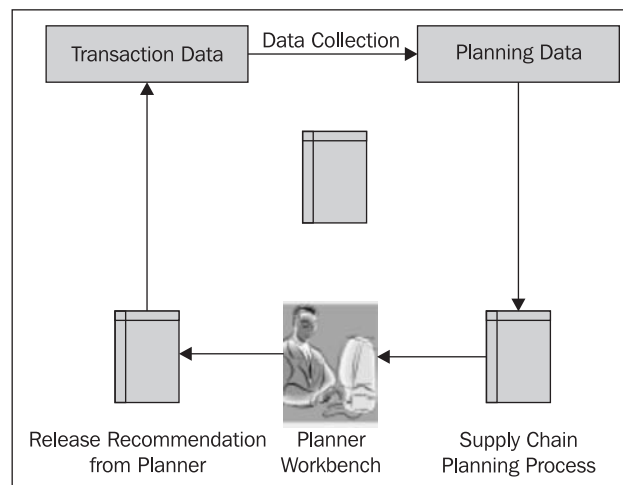 Transaction Data
Data Collection
Planning Data
Release Recommendation
from Planner
Planner
Workbench
Supply Chain
Planning Process